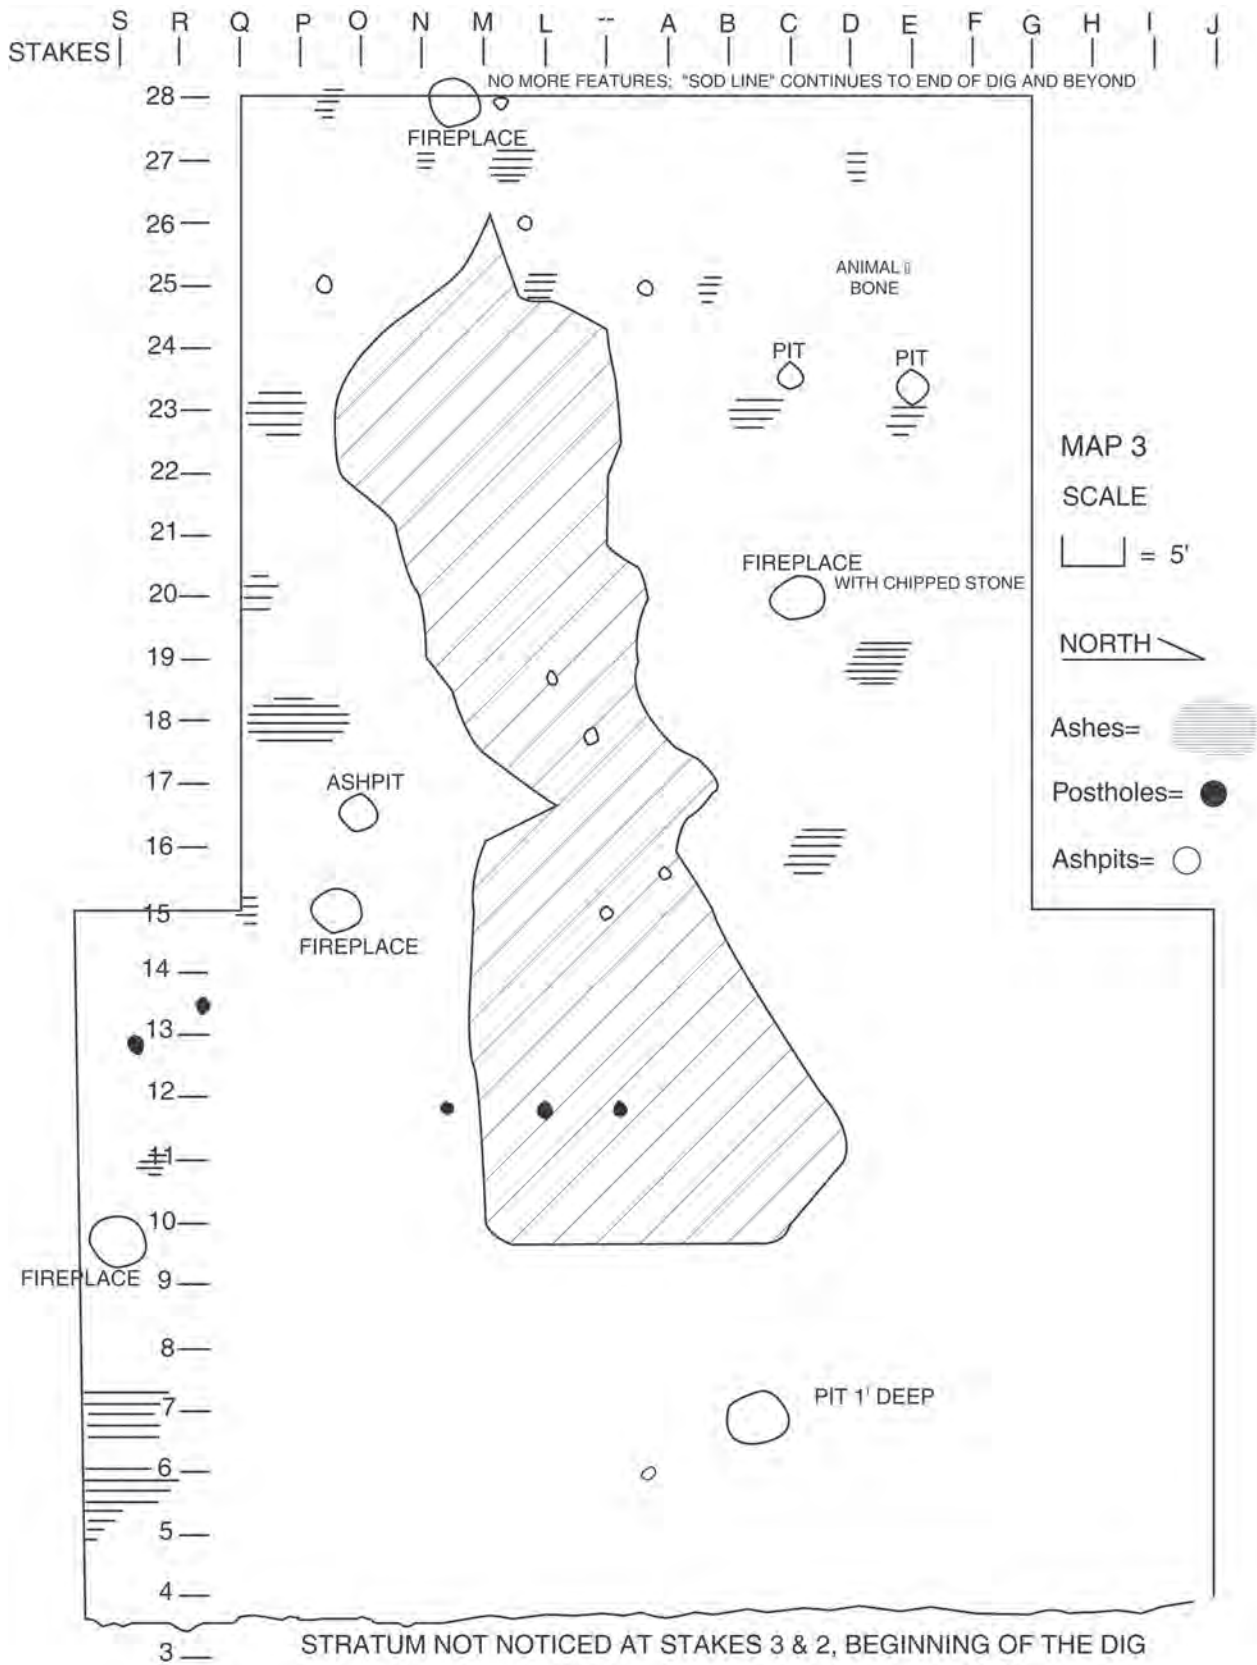 S R Q P O N M L -- A B C D E F G H I J
STAKES
NO MORE FEATURES; "SOD LINE" CONTINUES TO END OF DIG AND BEYOND
28
FIREPLACE
27
26
25
ANIMAL
BONE
24
PIT
PIT
23
MAP 3
22
SCALE
21
= 5'
FIREPLACE
WITH CHIPPED STONE
20
NORTH
19
18
Ashes=
17
ASHPIT
Postholes=
16
Ashpits=
15
FIREPLACE
14
13
12
11
10
FIREPLACE
9
8
7
PIT 1' DEEP
6
5
4
3
STRATUM NOT NOTICED AT STAKES 3 & 2, BEGINNING OF THE DIG